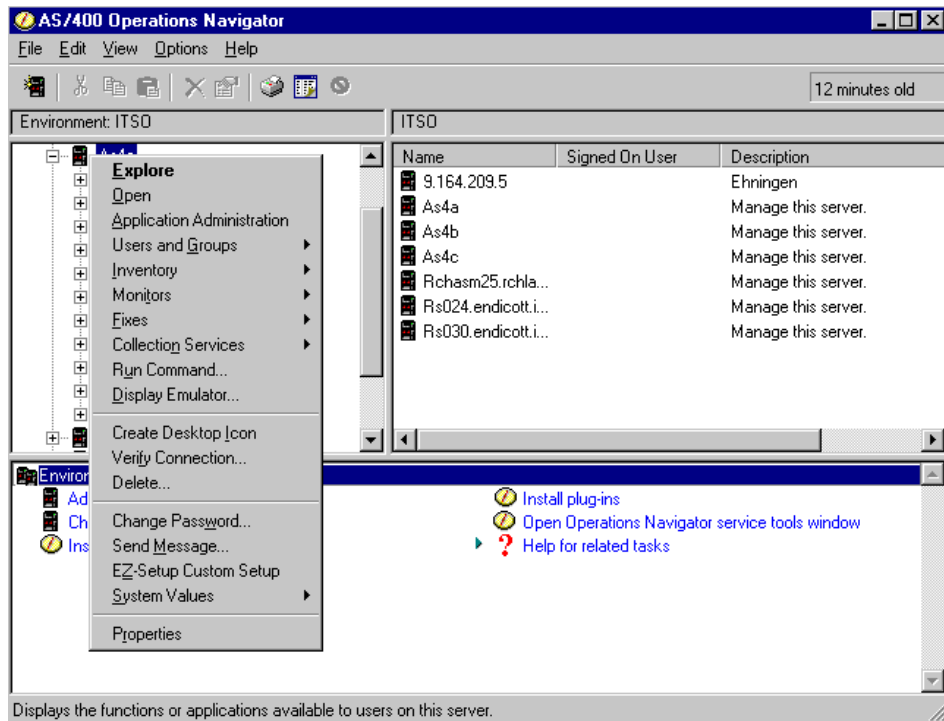 AS/400 Operations Navigator
File Edit View Options Help
12 minutes old
Environment: ITSO
ITSO
Name Signed On User Description
9.164.209.5 Ehningen
As4a Manage this server.
As4b Manage this server.
As4c Manage this server.
Rchasm25.rchla... Manage this server.
Rs024.endicott.i... Manage this server.
Rs030.endicott.i... Manage this server.
As4a
Explore
Open
Application Administration
Users and Groups
Inventory
Monitors
Fixes
Collection Services
Run Command...
Display Emulator...
Create Desktop Icon
Verify Connection...
Delete...
Change Password...
Send Message...
EZ-Setup Custom Setup
System Values
Properties
Environ
Ad
Ch
Ins
Install plug-ins
Open Operations Navigator service tools window
Help for related tasks
Displays the functions or applications available to users on this server.